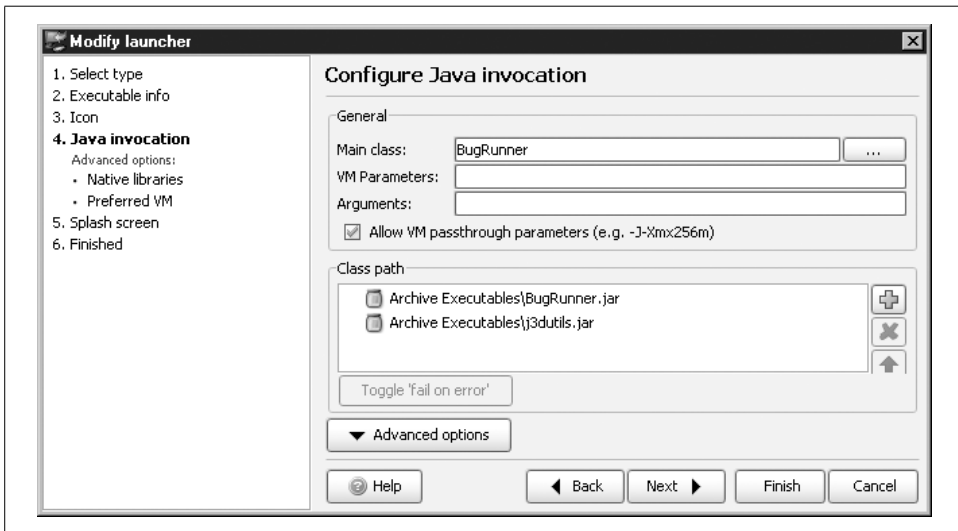 Modify launcher
1. Select type
2. Executable info
3. Icon
4. Java invocation
Advanced options:
• Native libraries
• Preferred VM
5. Splash screen
6. Finished
Configure Java invocation
General
Main class: BugRunner ...
VM Parameters:
Arguments:
Allow VM passthrough parameters (e.g. -J-Xmx256m)
Class path
Archive Executables\BugRunner.jar
Archive Executables\j3dutils.jar
Toggle 'fail on error'
Advanced options
Help Back Next Finish Cancel